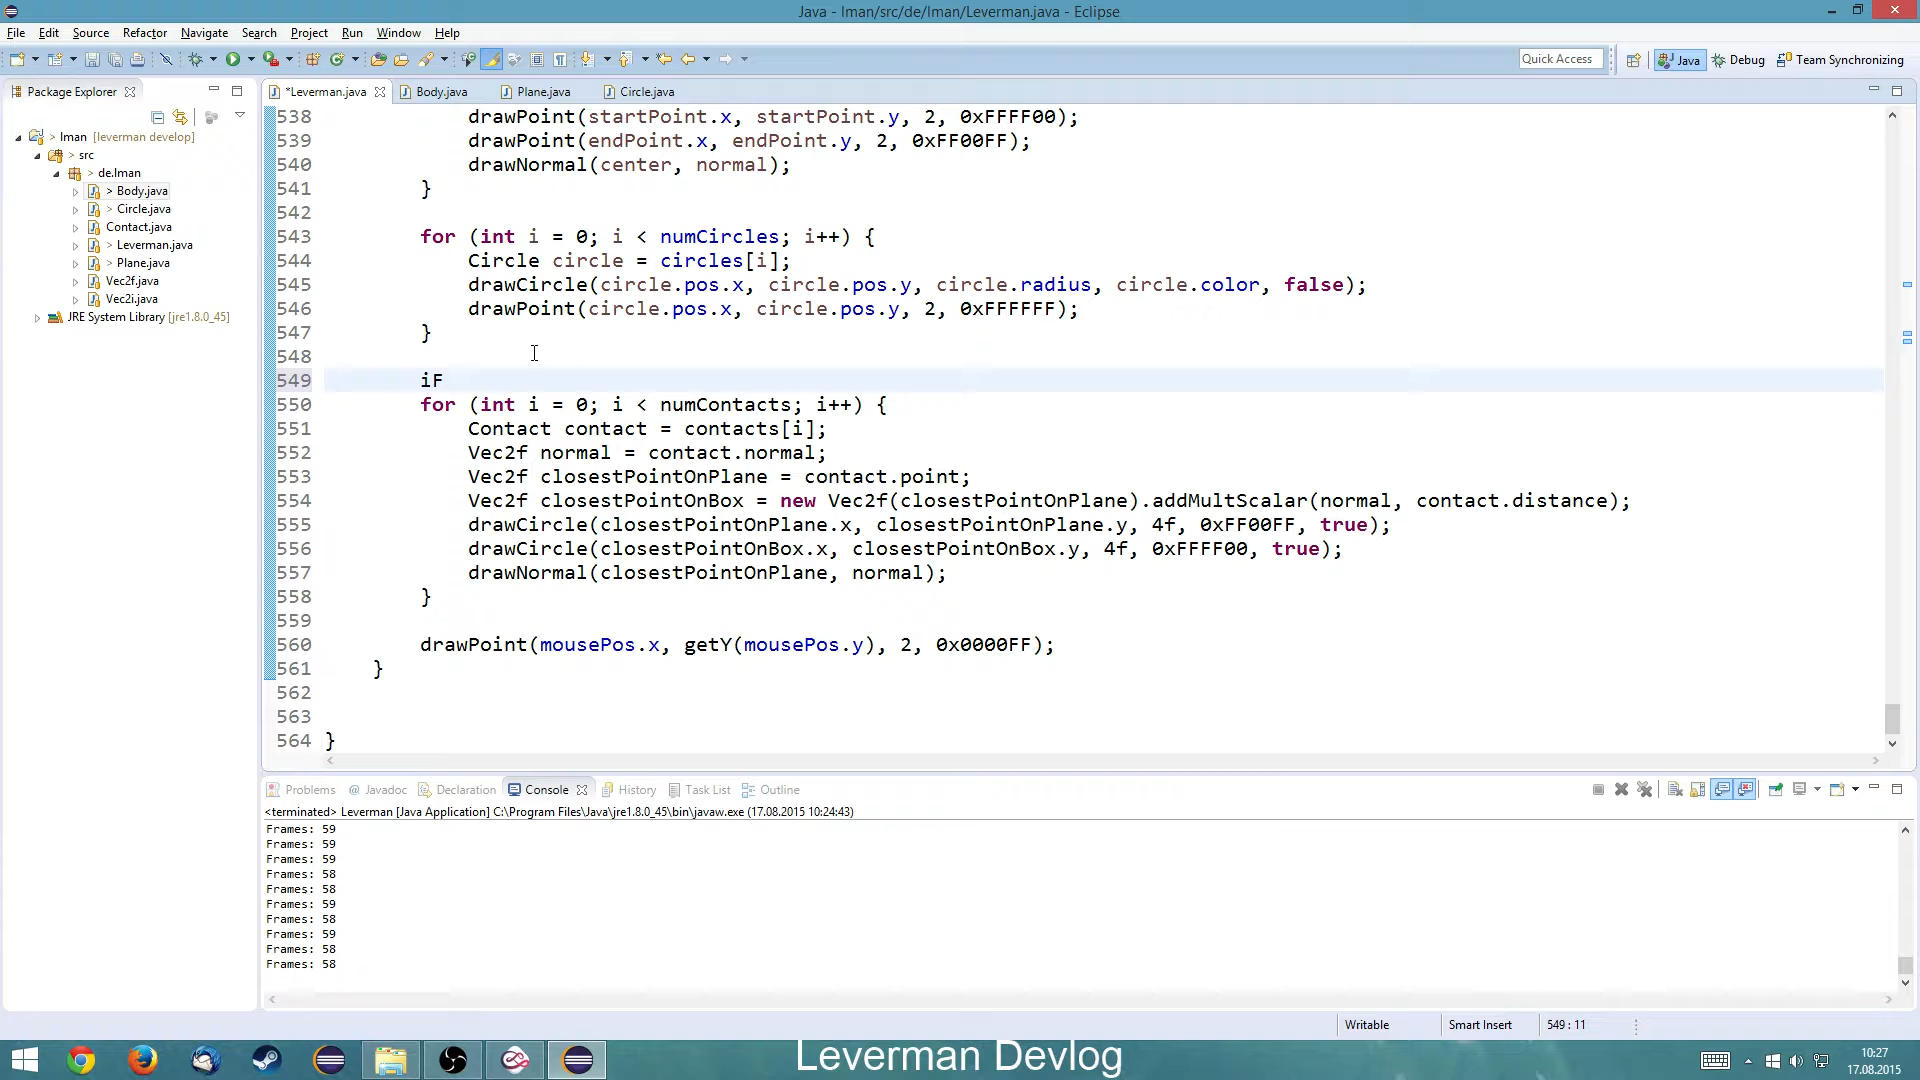 Java - lman/src/de/lman/Leverman.java - Eclipse
File Edit Source Refactor Navigate Search Project Run Window Help
Quick Access Java Debug Team Synchronizing
Package Explorer
*Leverman.java Body.java Plane.java Circle.java
> lman [leverman develop]
> src
> de.lman
> Body.java
> Circle.java
Contact.java
> Leverman.java
> Plane.java
Vec2f.java
Vec2i.java
JRE System Library [jre1.8.0_45]
538 drawPoint(startPoint.x, startPoint.y, 2, 0xFFFF00);
539 drawPoint(endPoint.x, endPoint.y, 2, 0xFF00FF);
540 drawNormal(center, normal);
541 }
542
543 for (int i = 0; i < numCircles; i++) {
544 Circle circle = circles[i];
545 drawCircle(circle.pos.x, circle.pos.y, circle.radius, circle.color, false);
546 drawPoint(circle.pos.x, circle.pos.y, 2, 0xFFFFFF);
547 }
548
549 iF
550 for (int i = 0; i < numContacts; i++) {
551 Contact contact = contacts[i];
552 Vec2f normal = contact.normal;
553 Vec2f closestPointOnPlane = contact.point;
554 Vec2f closestPointOnBox = new Vec2f(closestPointOnPlane).addMultScalar(normal, contact.distance);
555 drawCircle(closestPointOnPlane.x, closestPointOnPlane.y, 4f, 0xFF00FF, true);
556 drawCircle(closestPointOnBox.x, closestPointOnBox.y, 4f, 0xFFFF00, true);
557 drawNormal(closestPointOnPlane, normal);
558 }
559
560 drawPoint(mousePos.x, getY(mousePos.y), 2, 0x0000FF);
561 }
562
563
564 }
Problems @ Javadoc Declaration Console History Task List Outline
<terminated> Leverman [Java Application] C:\Program Files\Java\jre1.8.0_45\bin\javaw.exe (17.08.2015 10:24:43)
Frames: 59
Frames: 59
Frames: 59
Frames: 58
Frames: 58
Frames: 59
Frames: 58
Frames: 59
Frames: 58
Frames: 58
Writable Smart Insert 549 : 11
Leverman Devlog
10:27
17.08.2015